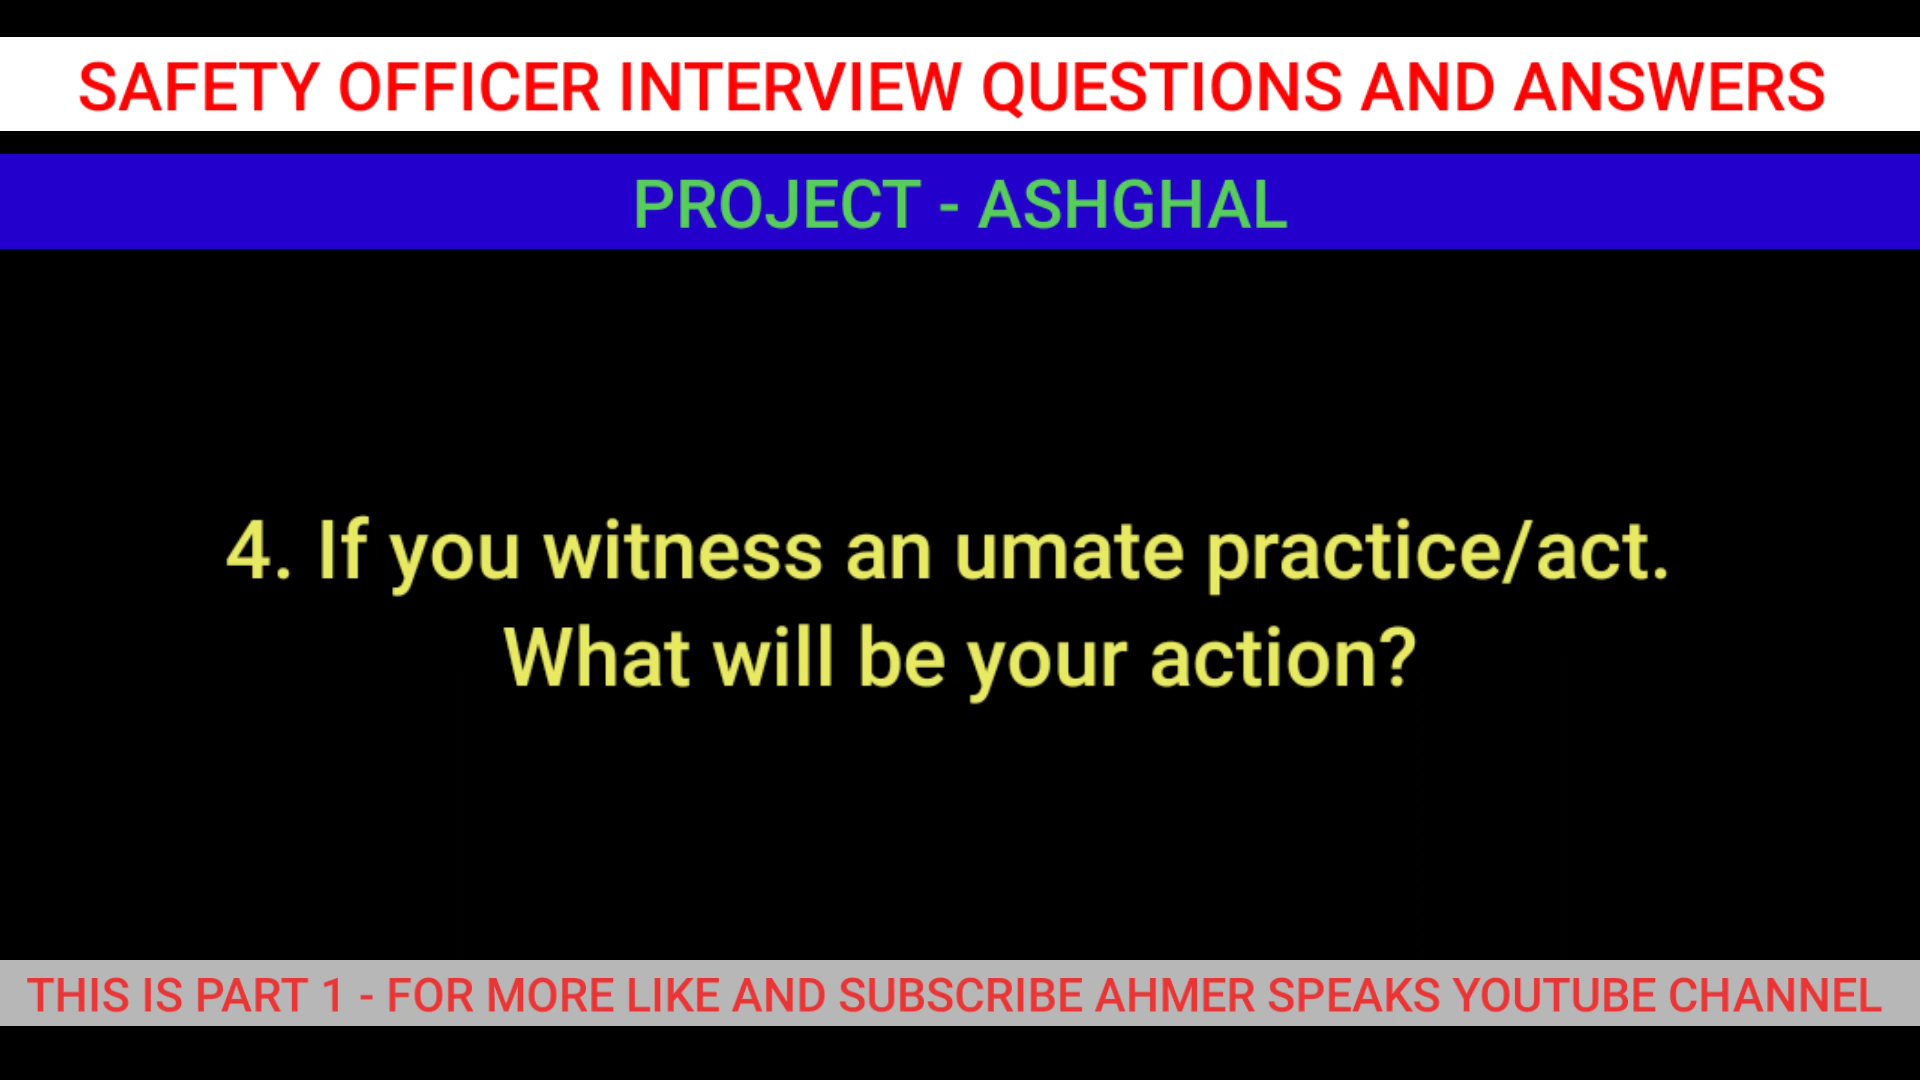 SAFETY OFFICER INTERVIEW QUESTIONS AND ANSWERS
PROJECT - ASHGHAL
4. If you witness an umate practice/act.
What will be your action?
THIS IS PART 1 - FOR MORE LIKE AND SUBSCRIBE AHMER SPEAKS YOUTUBE CHANNEL